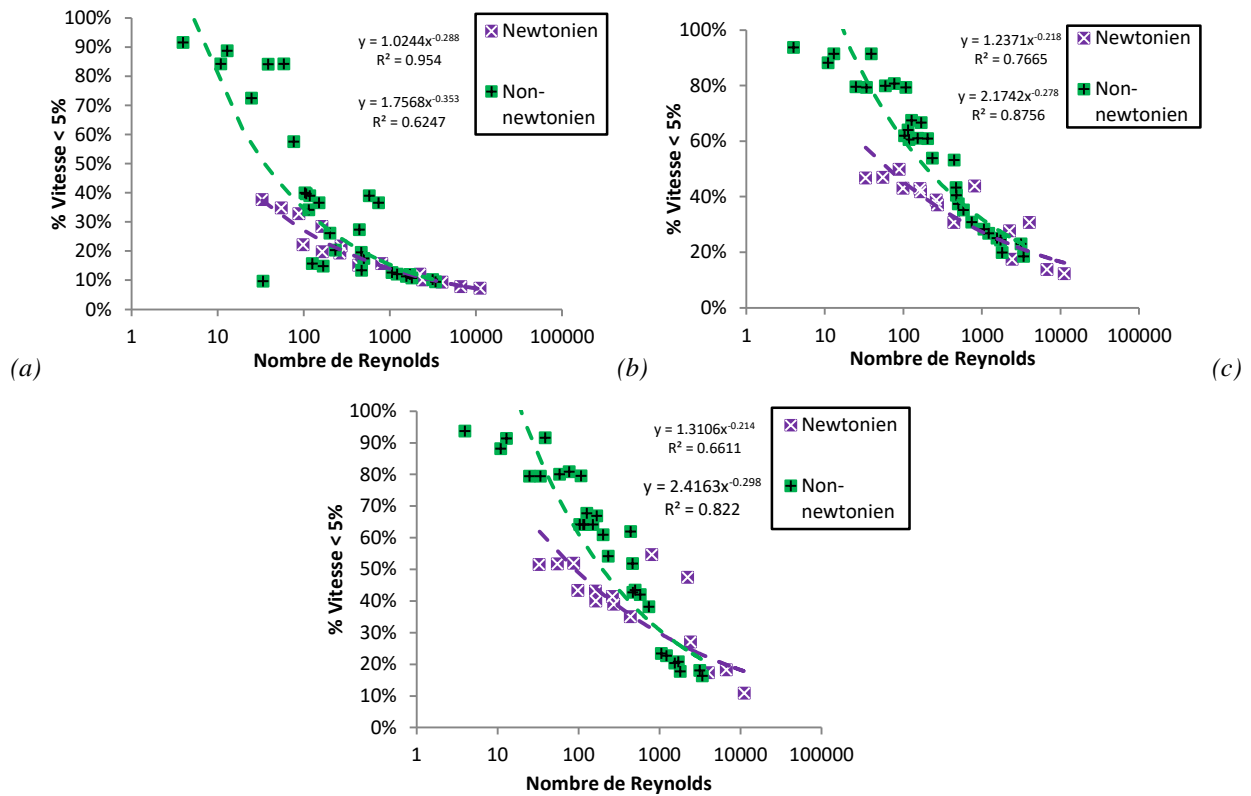 100%
90%
80%
70%
60%
50%
40%
30%
20%
10%
0%
% Vitesse < 5%
y = 1.0244x^-0.288
R² = 0.954
y = 1.7568x^-0.353
R² = 0.6247
Newtonien
Non-
newtonien
1 10 100 1000 10000 100000
Nombre de Reynolds
(a)
100%
80%
60%
40%
20%
0%
% Vitesse < 5%
y = 1.2371x^-0.218
R² = 0.7665
y = 2.1742x^-0.278
R² = 0.8756
Newtonien
Non-
newtonien
1 10 100 1000 10000 100000
Nombre de Reynolds
(b)
(c)
100%
90%
80%
70%
60%
50%
40%
30%
20%
10%
0%
% Vitesse < 5%
y = 1.3106x^-0.214
R² = 0.6611
y = 2.4163x^-0.298
R² = 0.822
Newtonien
Non-
newtonien
1 10 100 1000 10000 100000
Nombre de Reynolds